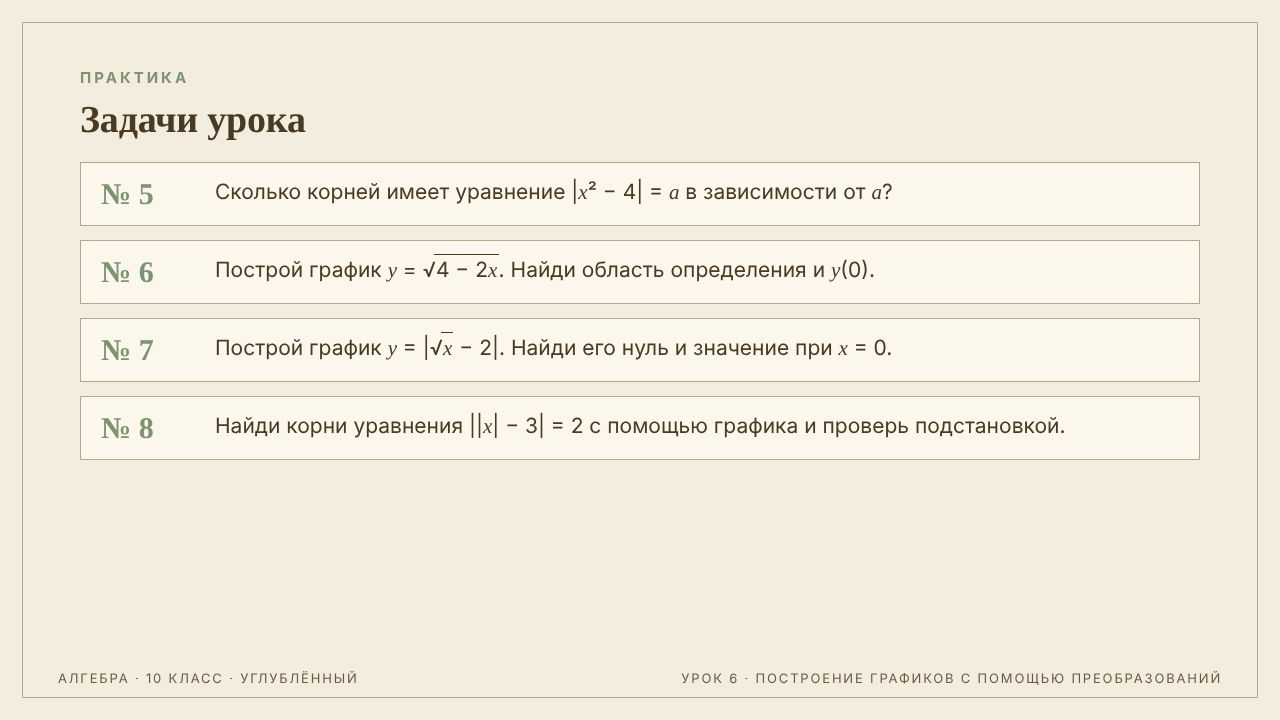 ПРАКТИКА
Задачи урока
№ 5 Сколько корней имеет уравнение |x² − 4| = a в зависимости от a?
№ 6 Построй график y = √4 − 2x. Найди область определения и y(0).
№ 7 Построй график y = |√x − 2|. Найди его нуль и значение при x = 0.
№ 8 Найди корни уравнения ||x| − 3| = 2 с помощью графика и проверь подстановкой.
АЛГЕБРА · 10 КЛАСС · УГЛУБЛЁННЫЙ
УРОК 6 · ПОСТРОЕНИЕ ГРАФИКОВ С ПОМОЩЬЮ ПРЕОБРАЗОВАНИЙ